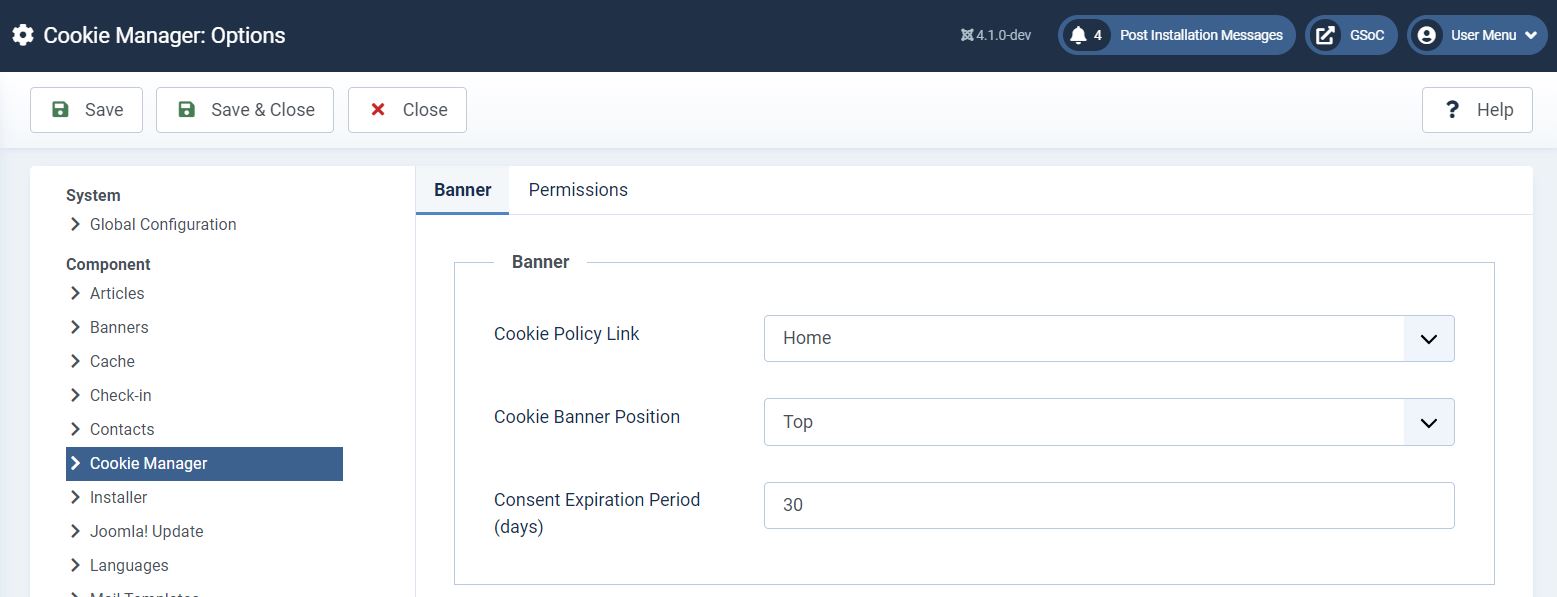 Cookie Manager: Options
4.1.0-dev
4 Post Installation Messages
GSoC
User Menu
Save
Save & Close
Close
? Help
System
Global Configuration
Component
Articles
Banners
Cache
Check-in
Contacts
Cookie Manager
Installer
Joomla! Update
Languages
Mail Templates
Banner
Permissions
Banner
Cookie Policy Link
Home
Cookie Banner Position
Top
Consent Expiration Period
(days)
30